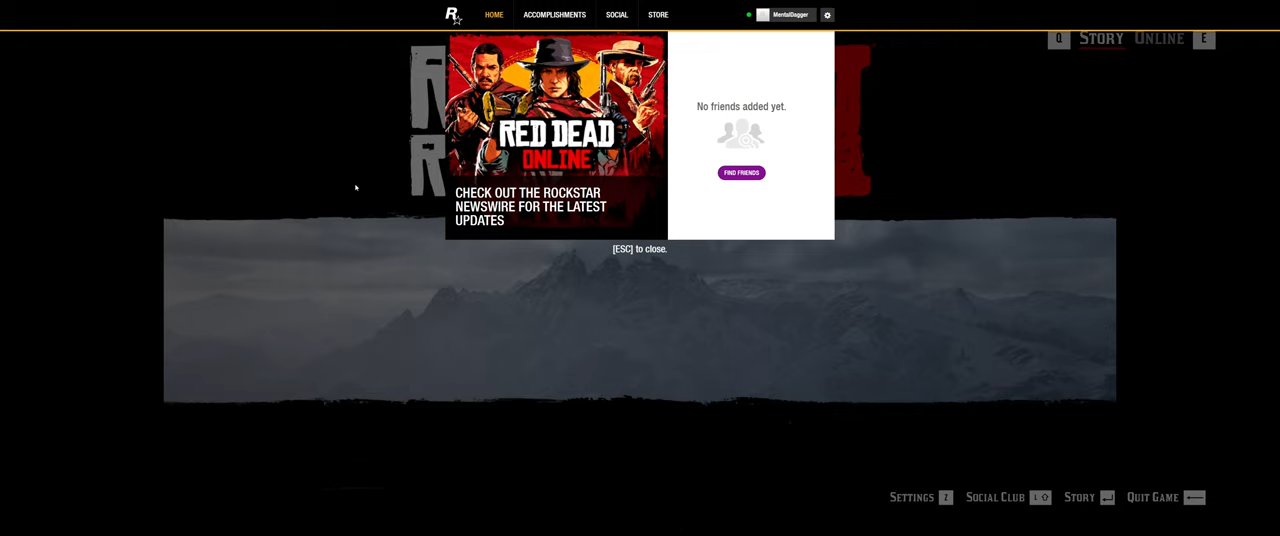 R
HOME ACCOMPLISHMENTS SOCIAL STORE MentalDagger
Q STORY ONLINE E
RED DEAD
ONLINE
No friends added yet.
FIND FRIENDS
CHECK OUT THE ROCKSTAR
NEWSWIRE FOR THE LATEST
UPDATES
[ESC] to close.
SETTINGS Z SOCIAL CLUB L STORY QUIT GAME